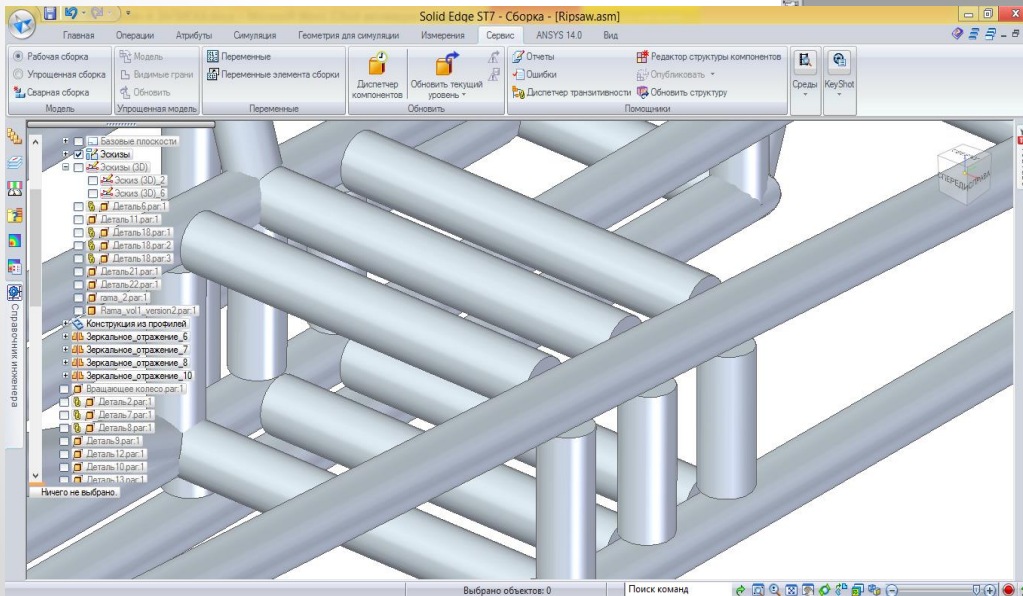 Solid Edge ST7 - Сборка - [Ripsaw.asm]
Главная Операции Атрибуты Симуляция Геометрия для симуляции Измерения Сервис ANSYS 14.0 Вид
Рабочая сборка
Упрощенная сборка
Сварная сборка
Модель
Модель
Видимые грани
Обновить
Упрощенная модель
Переменные
Переменные элемента сборки
Переменные
Диспетчер компонентов
Обновить текущий уровень
Обновить
Отчеты
Ошибки
Диспетчер транзитивности
Редактор структуры компонентов
Опубликовать
Обновить структуру
Помощники
Среды
KeyShot
Справочник инженера
Базовые плоскости
Эскизы
Эскизы (3D)
Эскиз (3D)_2
Эскиз (3D)_6
Деталь6.par:1
Деталь11.par:1
Деталь18.par:1
Деталь18.par:2
Деталь18.par:3
Деталь21.par:1
Деталь22.par:1
rama_2.par:1
Rama_vol1_version2.par:1
Конструкция из профилей
Зеркальное_отражение_6
Зеркальное_отражение_7
Зеркальное_отражение_8
Зеркальное_отражение_10
Вращающее колесо.par:1
Деталь2.par:1
Деталь7.par:1
Деталь8.par:1
Деталь9.par:1
Деталь12.par:1
Деталь10.par:1
Деталь13.par:1
Ничего не выбрано.
СПЕРЕДИ
СПРАВА
Выбрано объектов: 0
Поиск команд